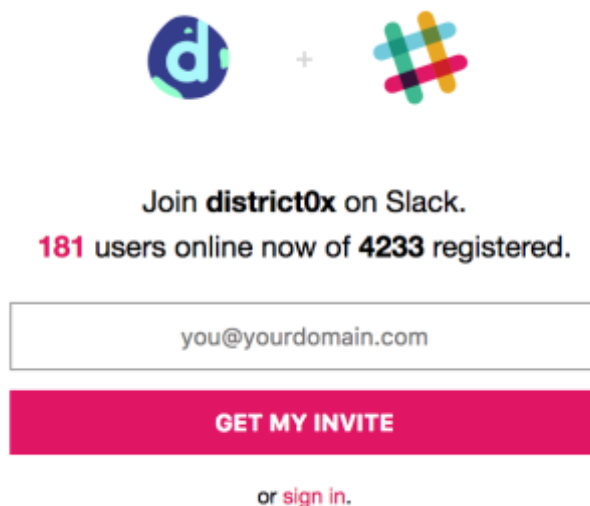 d
+
Join district0x on Slack.
181 users online now of 4233 registered.
you@yourdomain.com
GET MY INVITE
or sign in.